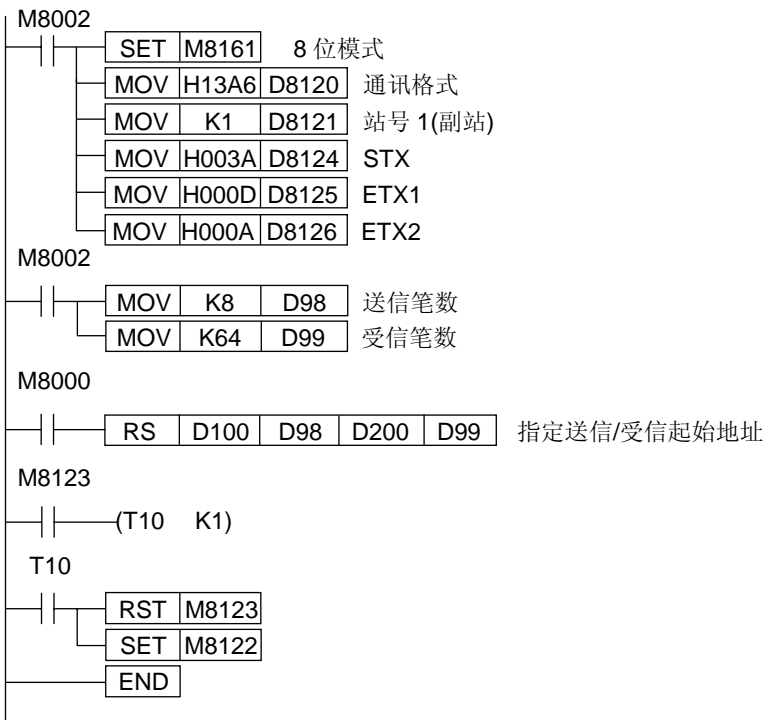 M8002
SET M8161 8 位模式
MOV H13A6 D8120 通讯格式
MOV K1 D8121 站号 1(副站)
MOV H003A D8124 STX
MOV H000D D8125 ETX1
MOV H000A D8126 ETX2
M8002
MOV K8 D98 送信笔数
MOV K64 D99 受信笔数
M8000
RS D100 D98 D200 D99 指定送信/受信起始地址
M8123
(T10 K1)
T10
RST M8123
SET M8122
END